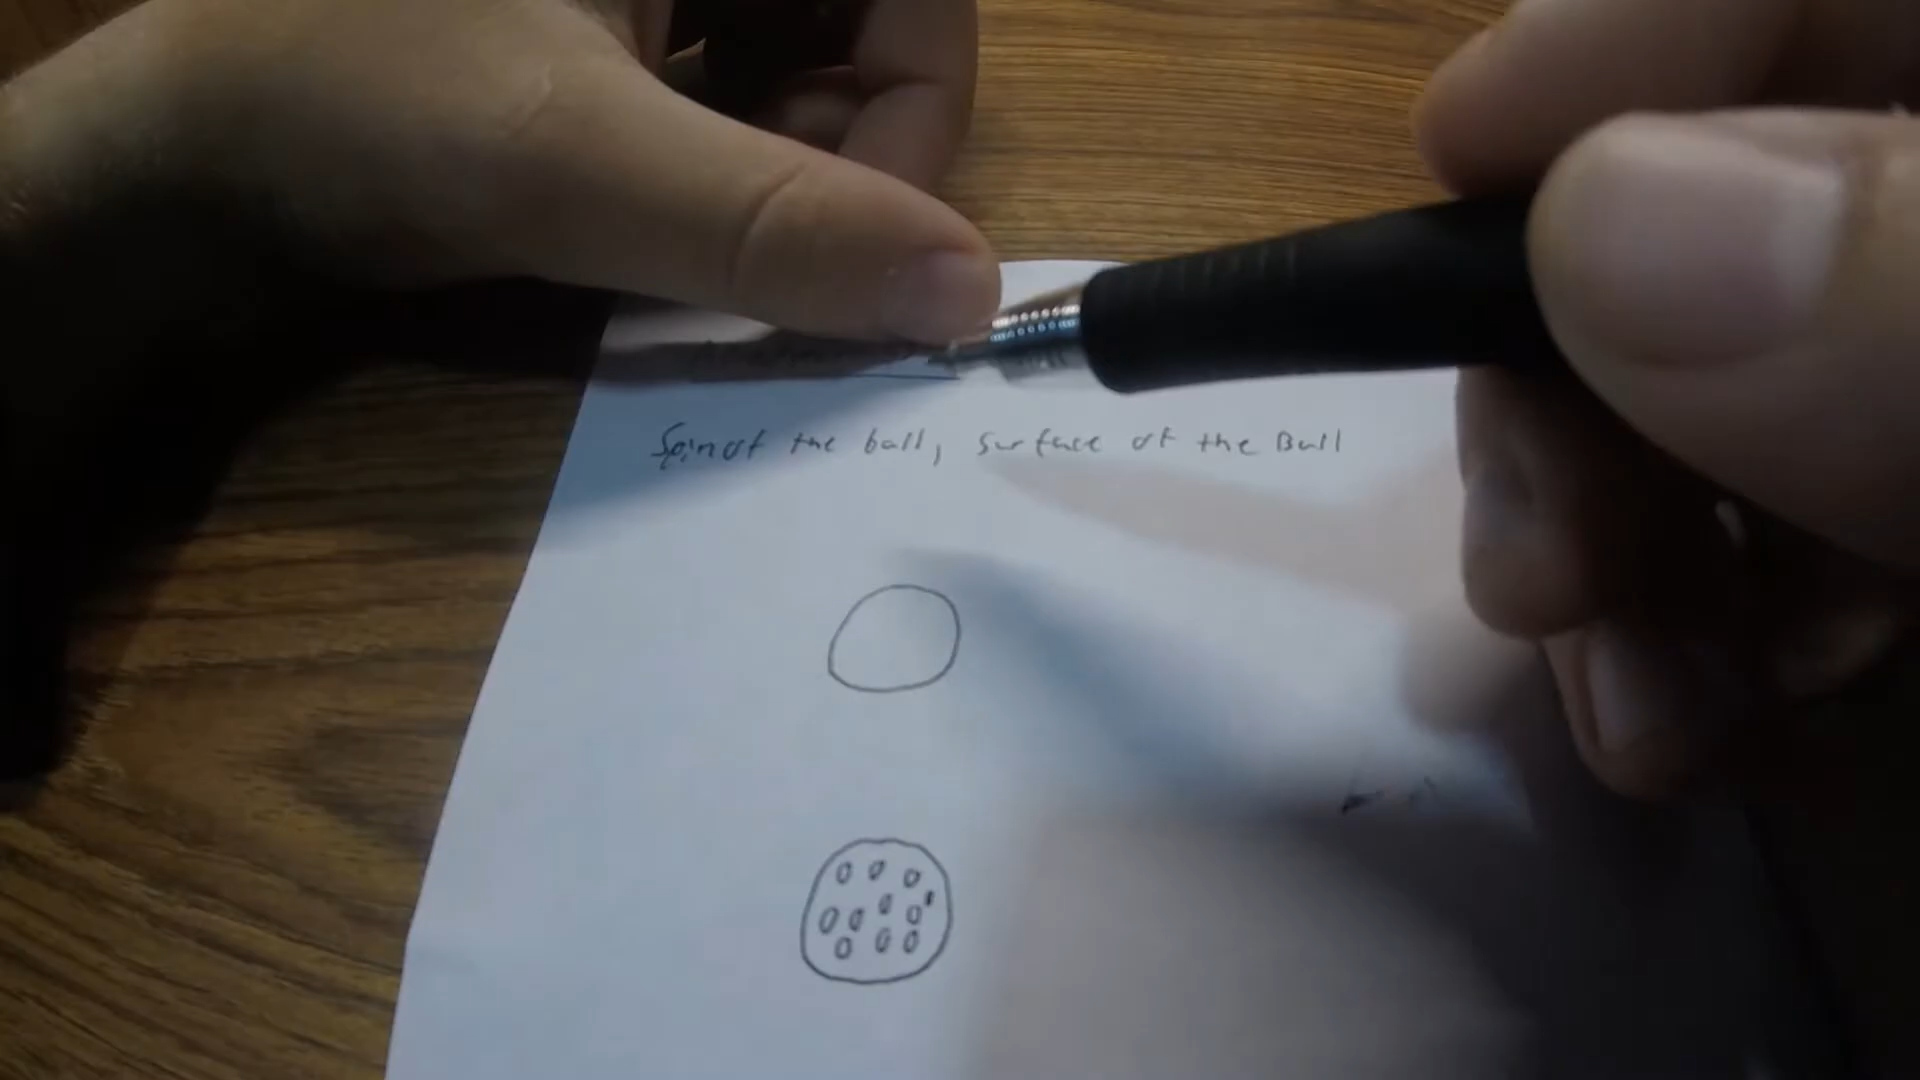 Spin of the ball, Surface of the Ball